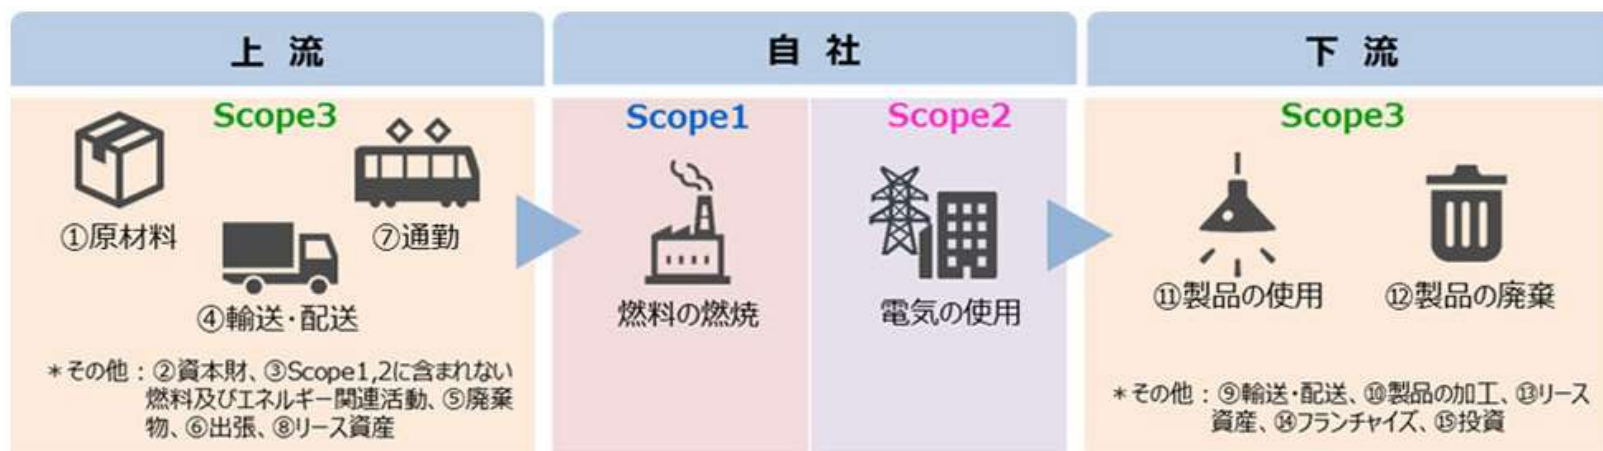 上 流
Scope3
①原材料
⑦通勤
④輸送・配送
*その他:②資本財、③Scope1,2に含まれない
燃料及びエネルギー関連活動、⑤廃棄
物、⑥出張、⑧リース資産
自 社
Scope1
燃料の燃焼
Scope2
電気の使用
下 流
Scope3
⑪製品の使用
⑫製品の廃棄
*その他:⑨輸送・配送、⑩製品の加工、⑬リース
資産、⑭フランチャイズ、⑮投資